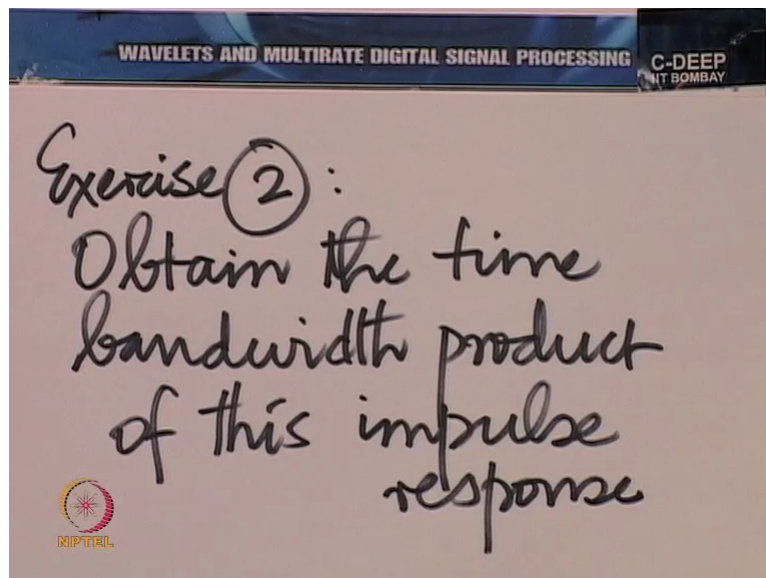 WAVELETS AND MULTIRATE DIGITAL SIGNAL PROCESSING
C-DEEP
IIT BOMBAY
Exercise 2 :
Obtain the time
bandwidth product
of this impulse
response
NPTEL